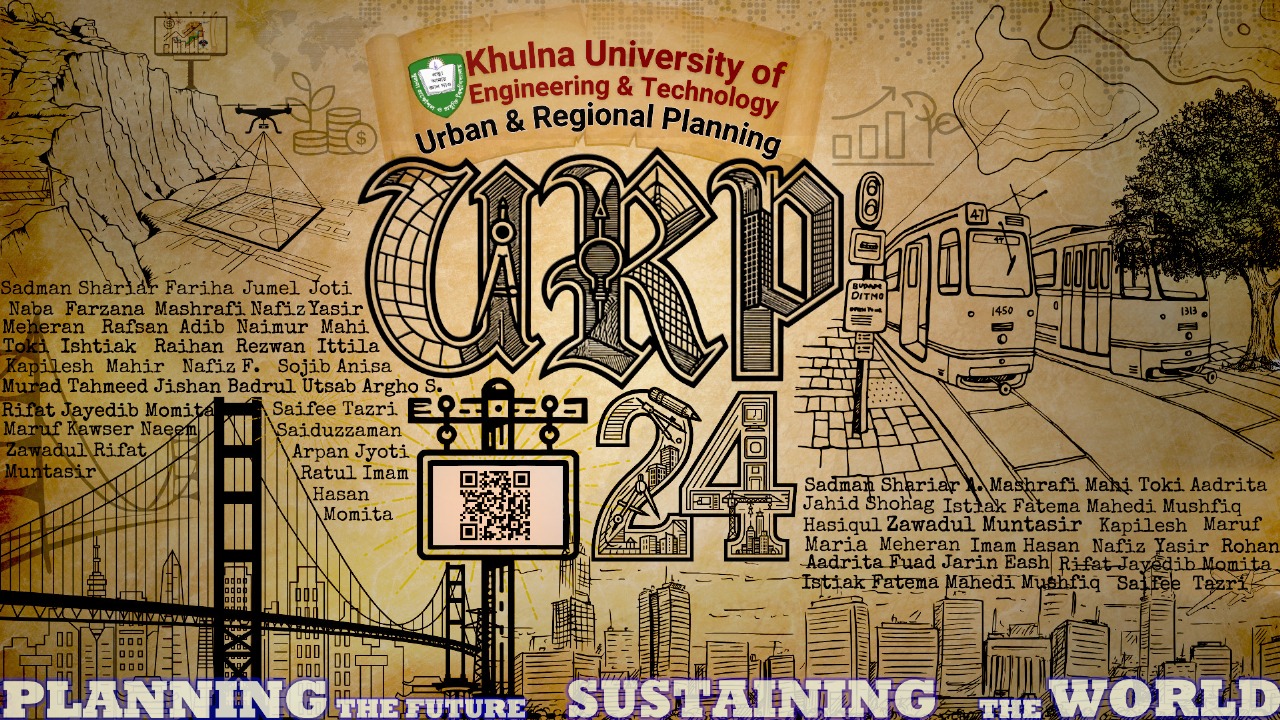 Khulna University of
Engineering & Technology
Urban & Regional Planning
URP
24
47
47
1450
1313
DITMO
Sadman Shariar Fariha Jumel Joti
Naba Farzana Mashrafi Nafiz Yasir
Meheran Rafsan Adib Naimur Mahi
Toki Ishtiak Raihan Rezwan Ittila
Kapilesh Mahir Nafiz F. Sojib Anisa
Murad Tahmeed Jishan Badrul Utsab Argho S.
Rifat Jayedib Momita
Maruf Kawser Naeem
Zawadul Rifat
Muntasir
Saifee Tazri
Saiduzzaman
Arpan Jyoti
Ratul Imam
Hasan
Momita
Sadman Shariar A. Mashrafi Mahi Toki Aadrita
Jahid Shohag Istiak Fatema Mahedi Mushfiq
Hasiqul Zawadul Muntasir Kapilesh Maruf
Maria Meheran Imam Hasan Nafiz Yasir Rohan
Aadrita Fuad Jarin Eash Rifat Jayedib Momita
Istiak Fatema Mahedi Mushfiq Saifee Tazri
PLANNING THE FUTURE SUSTAINING THE WORLD